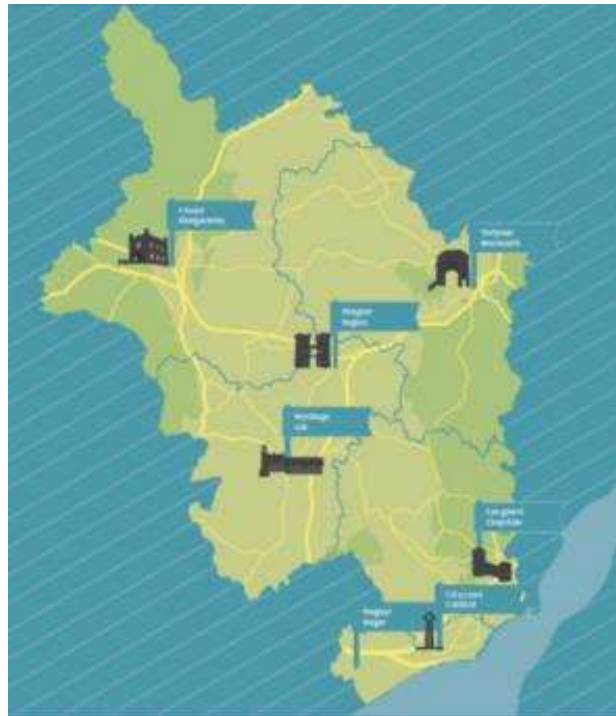 Y Fenni
Abergavenny
Trefynwy
Monmouth
Rhaglan
Raglan
Brynbuga
Usk
Cas-gwent
Chepstow
Cil-y-coed
Caldicot
Magwyr
Magor